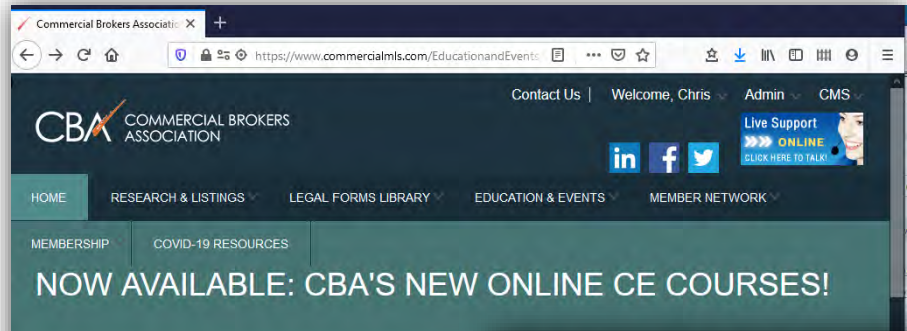 Commercial Brokers Associatio
https://www.commercialmls.com/EducationandEvents
Contact Us | Welcome, Chris Admin CMS
CBA COMMERCIAL BROKERS
ASSOCIATION
Live Support
ONLINE
CLICK HERE TO TALK!
in f
HOME RESEARCH & LISTINGS LEGAL FORMS LIBRARY EDUCATION & EVENTS MEMBER NETWORK
MEMBERSHIP COVID-19 RESOURCES
NOW AVAILABLE: CBA'S NEW ONLINE CE COURSES!